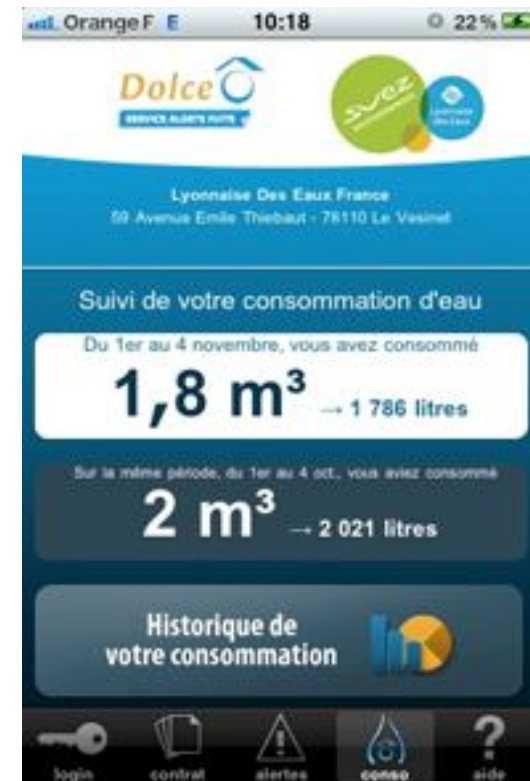 Orange F E 10:18 22 %
Dolce O
SERVICE ALERTE FUITE
suez
Lyonnaise
des Eaux
Lyonnaise Des Eaux France
59 Avenue Emile Thiebaut - 78110 Le Vesinet
Suivi de votre consommation d'eau
Du 1er au 4 novembre, vous avez consommé
1,8 m³ → 1 786 litres
Sur la même période, du 1er au 4 oct., vous aviez consommé
2 m³ → 2 021 litres
Historique de
votre consommation
login contrat alertes conso aide